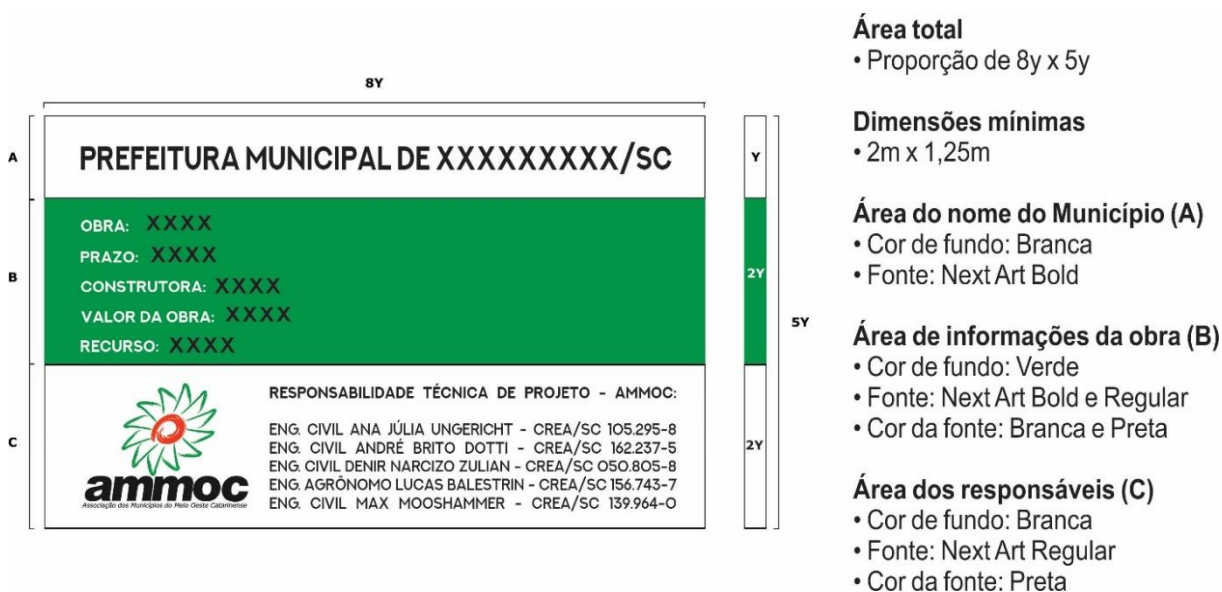 8Y
A
PREFEITURA MUNICIPAL DE XXXXXXXXX/SC
Y
B
OBRA: XXXX
PRAZO: XXXX
CONSTRUTORA: XXXX
VALOR DA OBRA: XXXX
RECURSO: XXXX
2Y
5Y
C
ammoc
Associação dos Municípios do Meio Oeste Catarinense
RESPONSABILIDADE TÉCNICA DE PROJETO - AMMOC:
ENG. CIVIL ANA JÚLIA UNGERICHT - CREA/SC 105.295-8
ENG. CIVIL ANDRÉ BRITO DOTTI - CREA/SC 162.237-5
ENG. CIVIL DENIR NARCIZO ZULIAN - CREA/SC 050.805-8
ENG. AGRÔNOMO LUCAS BALESTRIN - CREA/SC 156.743-7
ENG. CIVIL MAX MOOSHAMMER - CREA/SC 139.964-0
2Y
Área total
• Proporção de 8y x 5y
Dimensões mínimas
• 2m x 1,25m
Área do nome do Município (A)
• Cor de fundo: Branca
• Fonte: Next Art Bold
Área de informações da obra (B)
• Cor de fundo: Verde
• Fonte: Next Art Bold e Regular
• Cor da fonte: Branca e Preta
Área dos responsáveis (C)
• Cor de fundo: Branca
• Fonte: Next Art Regular
• Cor da fonte: Preta